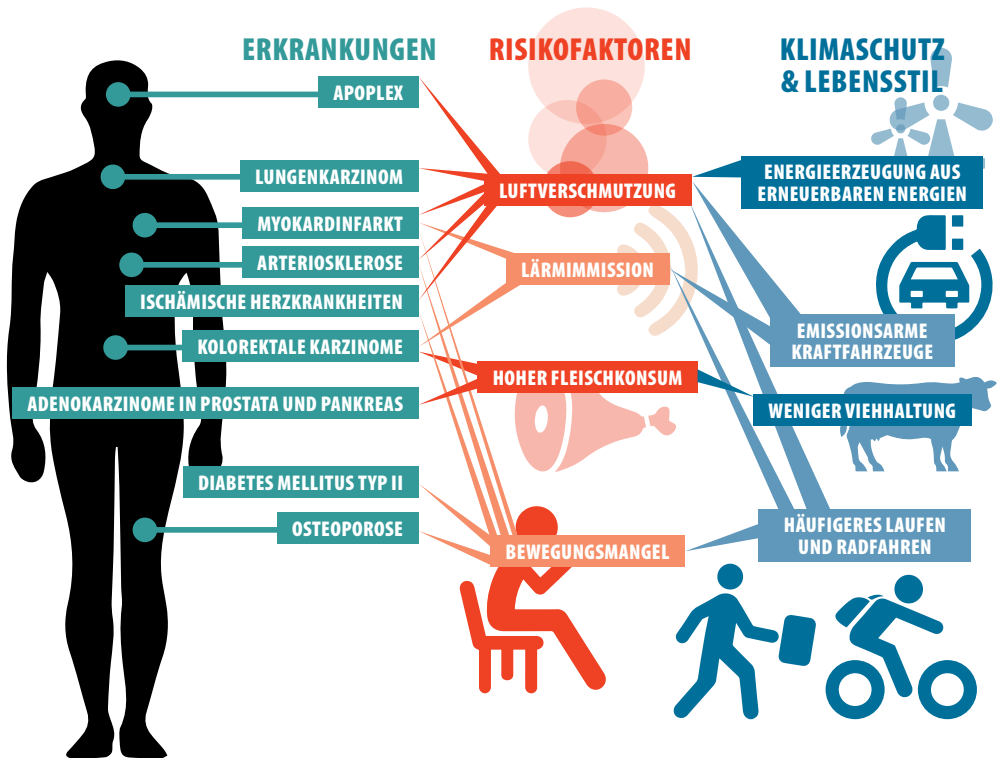 ERKRANKUNGEN
APOPLEX
LUNGENKARZINOM
MYOKARDINFARKT
ARTERIOSKLEROSE
ISCHÄMISCHE HERZKRANKHEITEN
KOLOREKTALE KARZINOME
ADENOKARZINOME IN PROSTATA UND PANKREAS
DIABETES MELLITUS TYP II
OSTEOPOROSE
RISIKOFAKTOREN
LUFTVERSCHMUTZUNG
LÄRMIMMISSION
HOHER FLEISCHKONSUM
BEWEGUNGSMANGEL
KLIMASCHUTZ
& LEBENSSTIL
ENERGIEERZEUGUNG AUS
ERNEUERBAREN ENERGIEN
EMISSIONSARME
KRAFTFAHRZEUGE
WENIGER VIEHHALTUNG
HÄUFIGERES LAUFEN
UND RADFAHREN